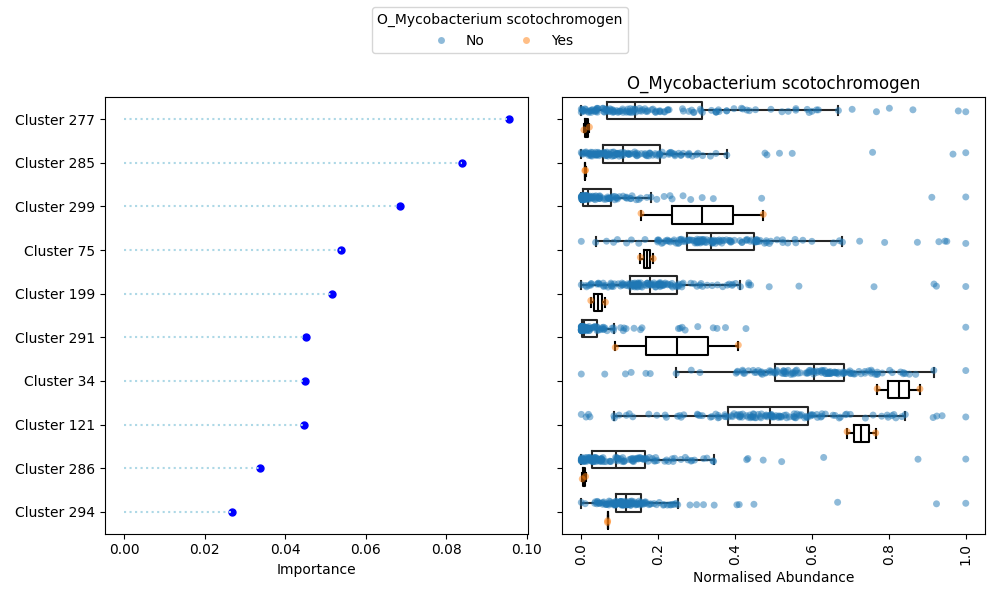 O_Mycobacterium scotochromogen
No Yes
O_Mycobacterium scotochromogen
Cluster 277
Cluster 285
Cluster 299
Cluster 75
Cluster 199
Cluster 291
Cluster 34
Cluster 121
Cluster 286
Cluster 294
0.00 0.02 0.04 0.06 0.08 0.10
Importance
0.0 0.2 0.4 0.6 0.8 1.0
Normalised Abundance